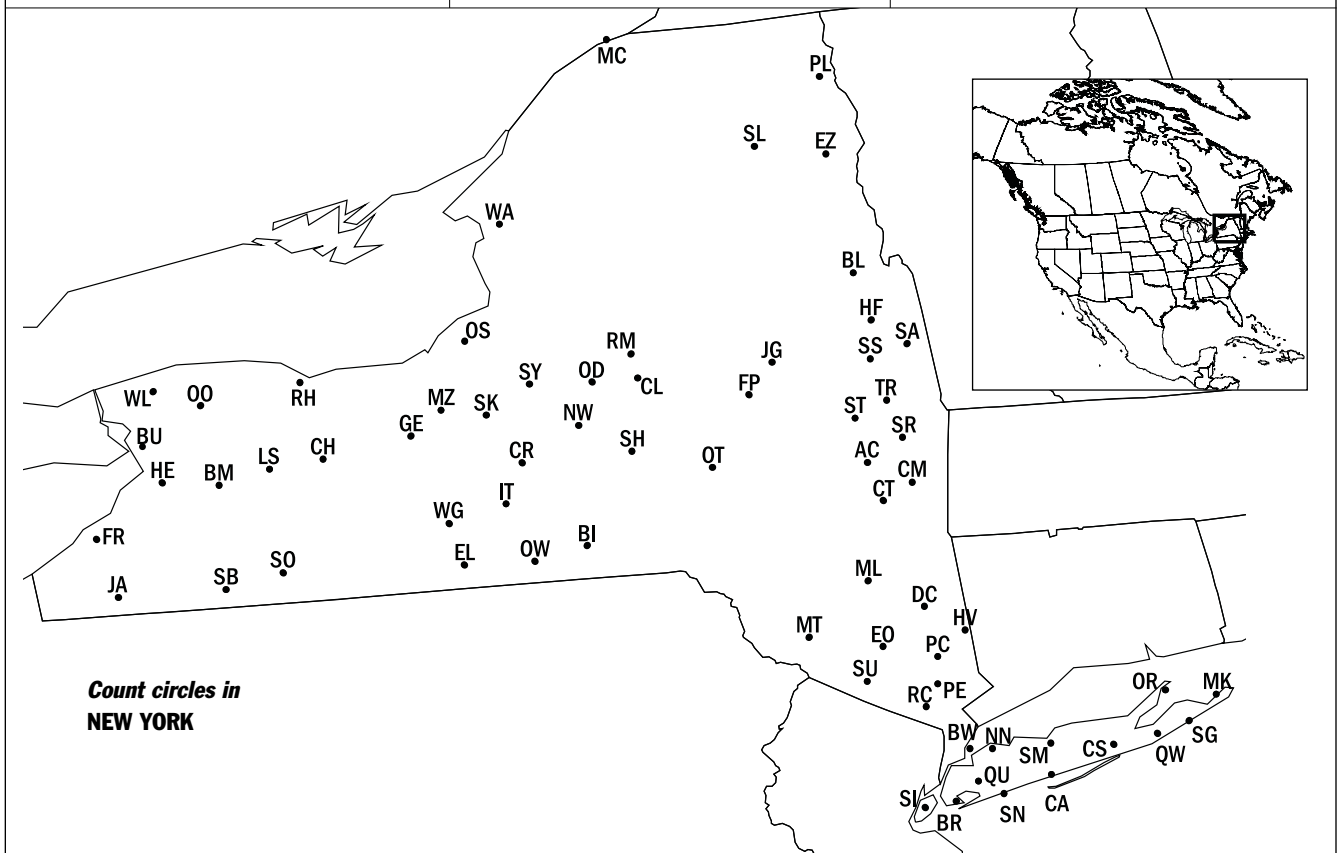 MC
PL
SL
EZ
WA
BL
HF
OS
RM
SA
JG
SS
SY
OD
CL
FP
TR
WL
OO
RH
MZ
SK
ST
GE
NW
SR
BU
LS
CH
CR
SH
OT
AC
CM
HE
BM
IT
CT
WG
FR
EL
OW
BI
JA
SB
SO
ML
DC
HV
MT
EO
PC
SU
RC
PE
OR
MK
Count circles in
NEW YORK
BW
NN
SM
CS
QW
SG
QU
SI
BR
SN
CA